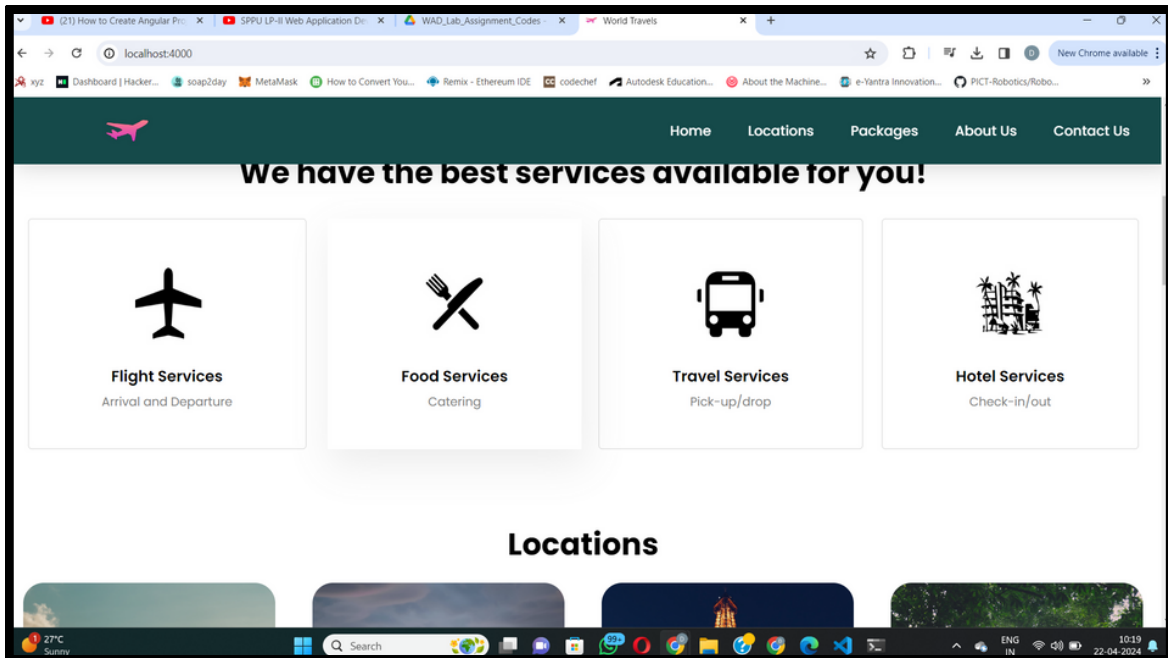 (21) How to Create Angular Pro
SPPU LP-II Web Application De
WAD_Lab_Assignment_Codes -
World Travels
localhost:4000
New Chrome available
xyz
Dashboard | Hacker...
soap2day
MetaMask
How to Convert You...
Remix - Ethereum IDE
CC codechef
Autodesk Education...
About the Machine...
e-Yantra Innovation...
PICT-Robotics/Robo...
Home Locations Packages About Us Contact Us
We have the best services available for you!
Flight Services
Arrival and Departure
Food Services
Catering
Travel Services
Pick-up/drop
Hotel Services
Check-in/out
Locations
1
27°C
Sunny
Search
99+
ENG
IN
10:19
22-04-2024